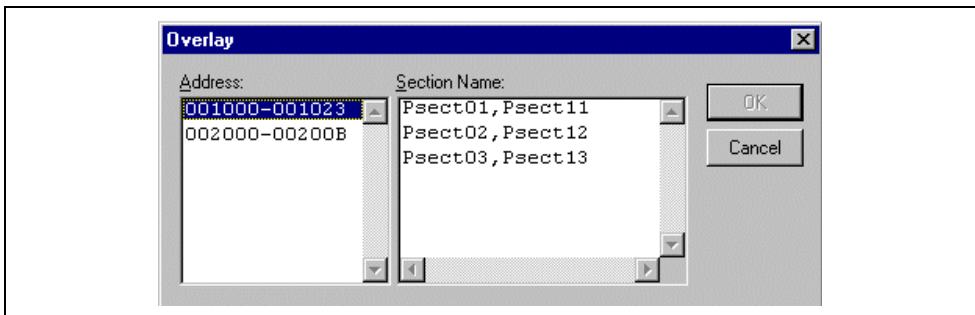 Overlay
Address:
Section Name:
001000-001023
002000-00200B
Psect01,Psect11
Psect02,Psect12
Psect03,Psect13
OK
Cancel